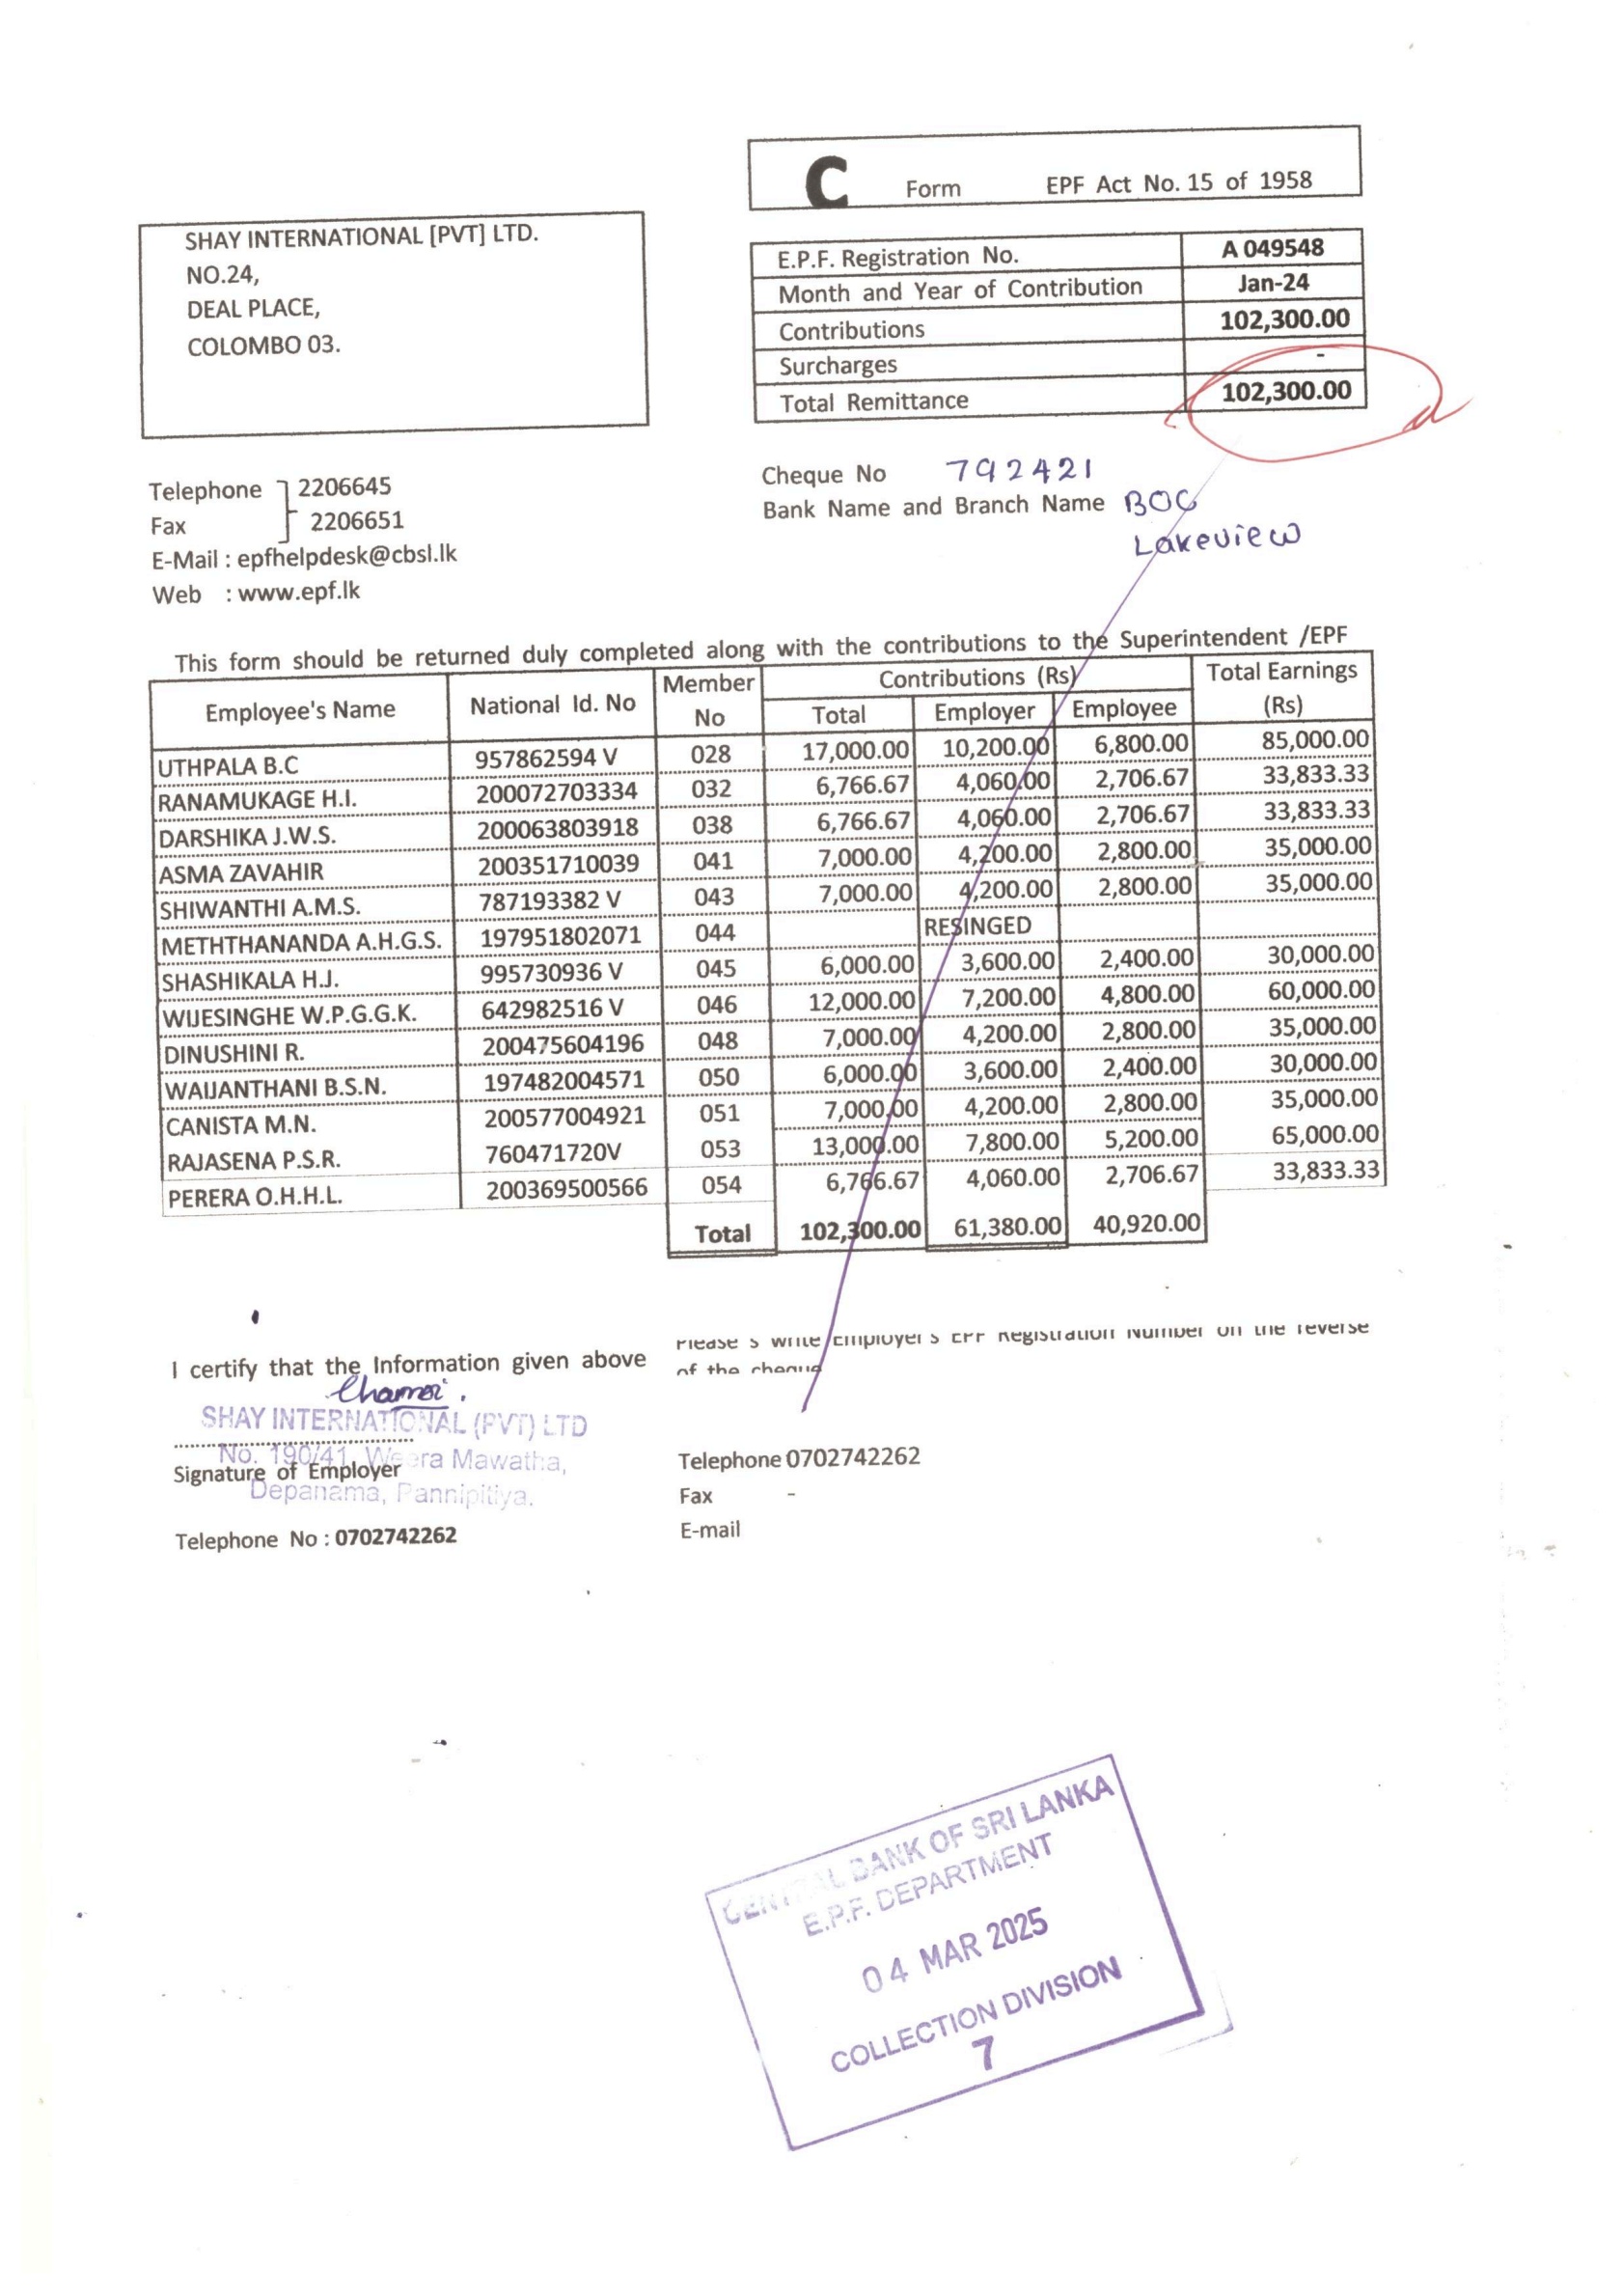 C Form EPF Act No. 15 of 1958
SHAY INTERNATIONAL [PVT] LTD.
NO.24,
DEAL PLACE,
COLOMBO 03.
E.P.F. Registration No. A 049548
Month and Year of Contribution Jan-24
Contributions 102,300.00
Surcharges -
Total Remittance 102,300.00
Telephone 2206645
Fax 2206651
E-Mail : epfhelpdesk@cbsl.lk
Web : www.epf.lk
Cheque No 792421
Bank Name and Branch Name BOC
Lakeview
This form should be returned duly completed along with the contributions to the Superintendent /EPF
Employee's Name National Id. No Member No Contributions (Rs) Total Earnings (Rs)
Total Employer Employee
UTHPALA B.C 957862594 V 028 17,000.00 10,200.00 6,800.00 85,000.00
RANAMUKAGE H.I. 200072703334 032 6,766.67 4,060.00 2,706.67 33,833.33
DARSHIKA J.W.S. 200063803918 038 6,766.67 4,060.00 2,706.67 33,833.33
ASMA ZAVAHIR 200351710039 041 7,000.00 4,200.00 2,800.00 35,000.00
SHIWANTHI A.M.S. 787193382 V 043 7,000.00 4,200.00 2,800.00 35,000.00
METHTHANANDA A.H.G.S. 197951802071 044 RESINGED
SHASHIKALA H.J. 995730936 V 045 6,000.00 3,600.00 2,400.00 30,000.00
WIJESINGHE W.P.G.G.K. 642982516 V 046 12,000.00 7,200.00 4,800.00 60,000.00
DINUSHINI R. 200475604196 048 7,000.00 4,200.00 2,800.00 35,000.00
WAIJANTHANI B.S.N. 197482004571 050 6,000.00 3,600.00 2,400.00 30,000.00
CANISTA M.N. 200577004921 051 7,000.00 4,200.00 2,800.00 35,000.00
RAJASENA P.S.R. 760471720V 053 13,000.00 7,800.00 5,200.00 65,000.00
PERERA O.H.H.L. 200369500566 054 6,766.67 4,060.00 2,706.67 33,833.33
Total 102,300.00 61,380.00 40,920.00
Please s write Employer s EPF Registration Number on the reverse
of the cheque
I certify that the Information given above
SHAY INTERNATIONAL (PVT) LTD
No. 190/41, Weera Mawatha,
Signature of Employer
Depanama, Pannipitiya.
Telephone No : 0702742262
Telephone 0702742262
Fax -
E-mail
CENTRAL BANK OF SRI LANKA
E.P.F. DEPARTMENT
04 MAR 2025
COLLECTION DIVISION
7